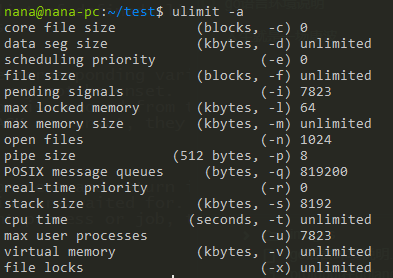 nana@nana-pc:~/test$ ulimit -a
core file size          (blocks, -c) 0
data seg size           (kbytes, -d) unlimited
scheduling priority             (-e) 0
file size               (blocks, -f) unlimited
pending signals                 (-i) 7823
max locked memory       (kbytes, -l) 64
max memory size         (kbytes, -m) unlimited
open files                      (-n) 1024
pipe size            (512 bytes, -p) 8
POSIX message queues     (bytes, -q) 819200
real-time priority              (-r) 0
stack size              (kbytes, -s) 8192
cpu time               (seconds, -t) unlimited
max user processes              (-u) 7823
virtual memory          (kbytes, -v) unlimited
file locks                      (-x) unlimited